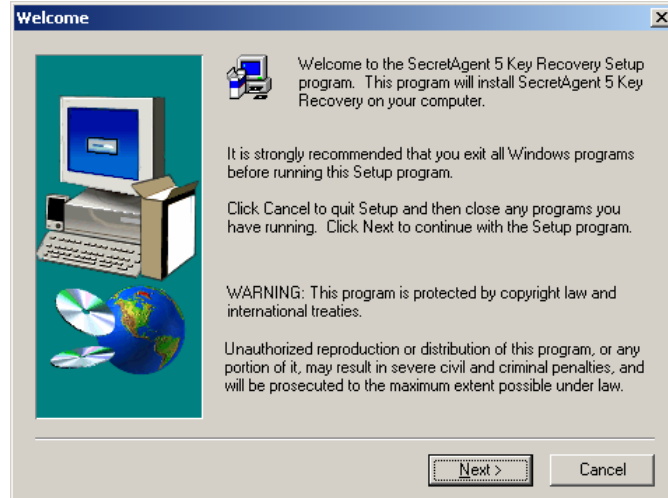 Welcome
Welcome to the SecretAgent 5 Key Recovery Setup
program. This program will install SecretAgent 5 Key
Recovery on your computer.
It is strongly recommended that you exit all Windows programs
before running this Setup program.
Click Cancel to quit Setup and then close any programs you
have running. Click Next to continue with the Setup program.
WARNING: This program is protected by copyright law and
international treaties.
Unauthorized reproduction or distribution of this program, or any
portion of it, may result in severe civil and criminal penalties, and
will be prosecuted to the maximum extent possible under law.
Next >
Cancel